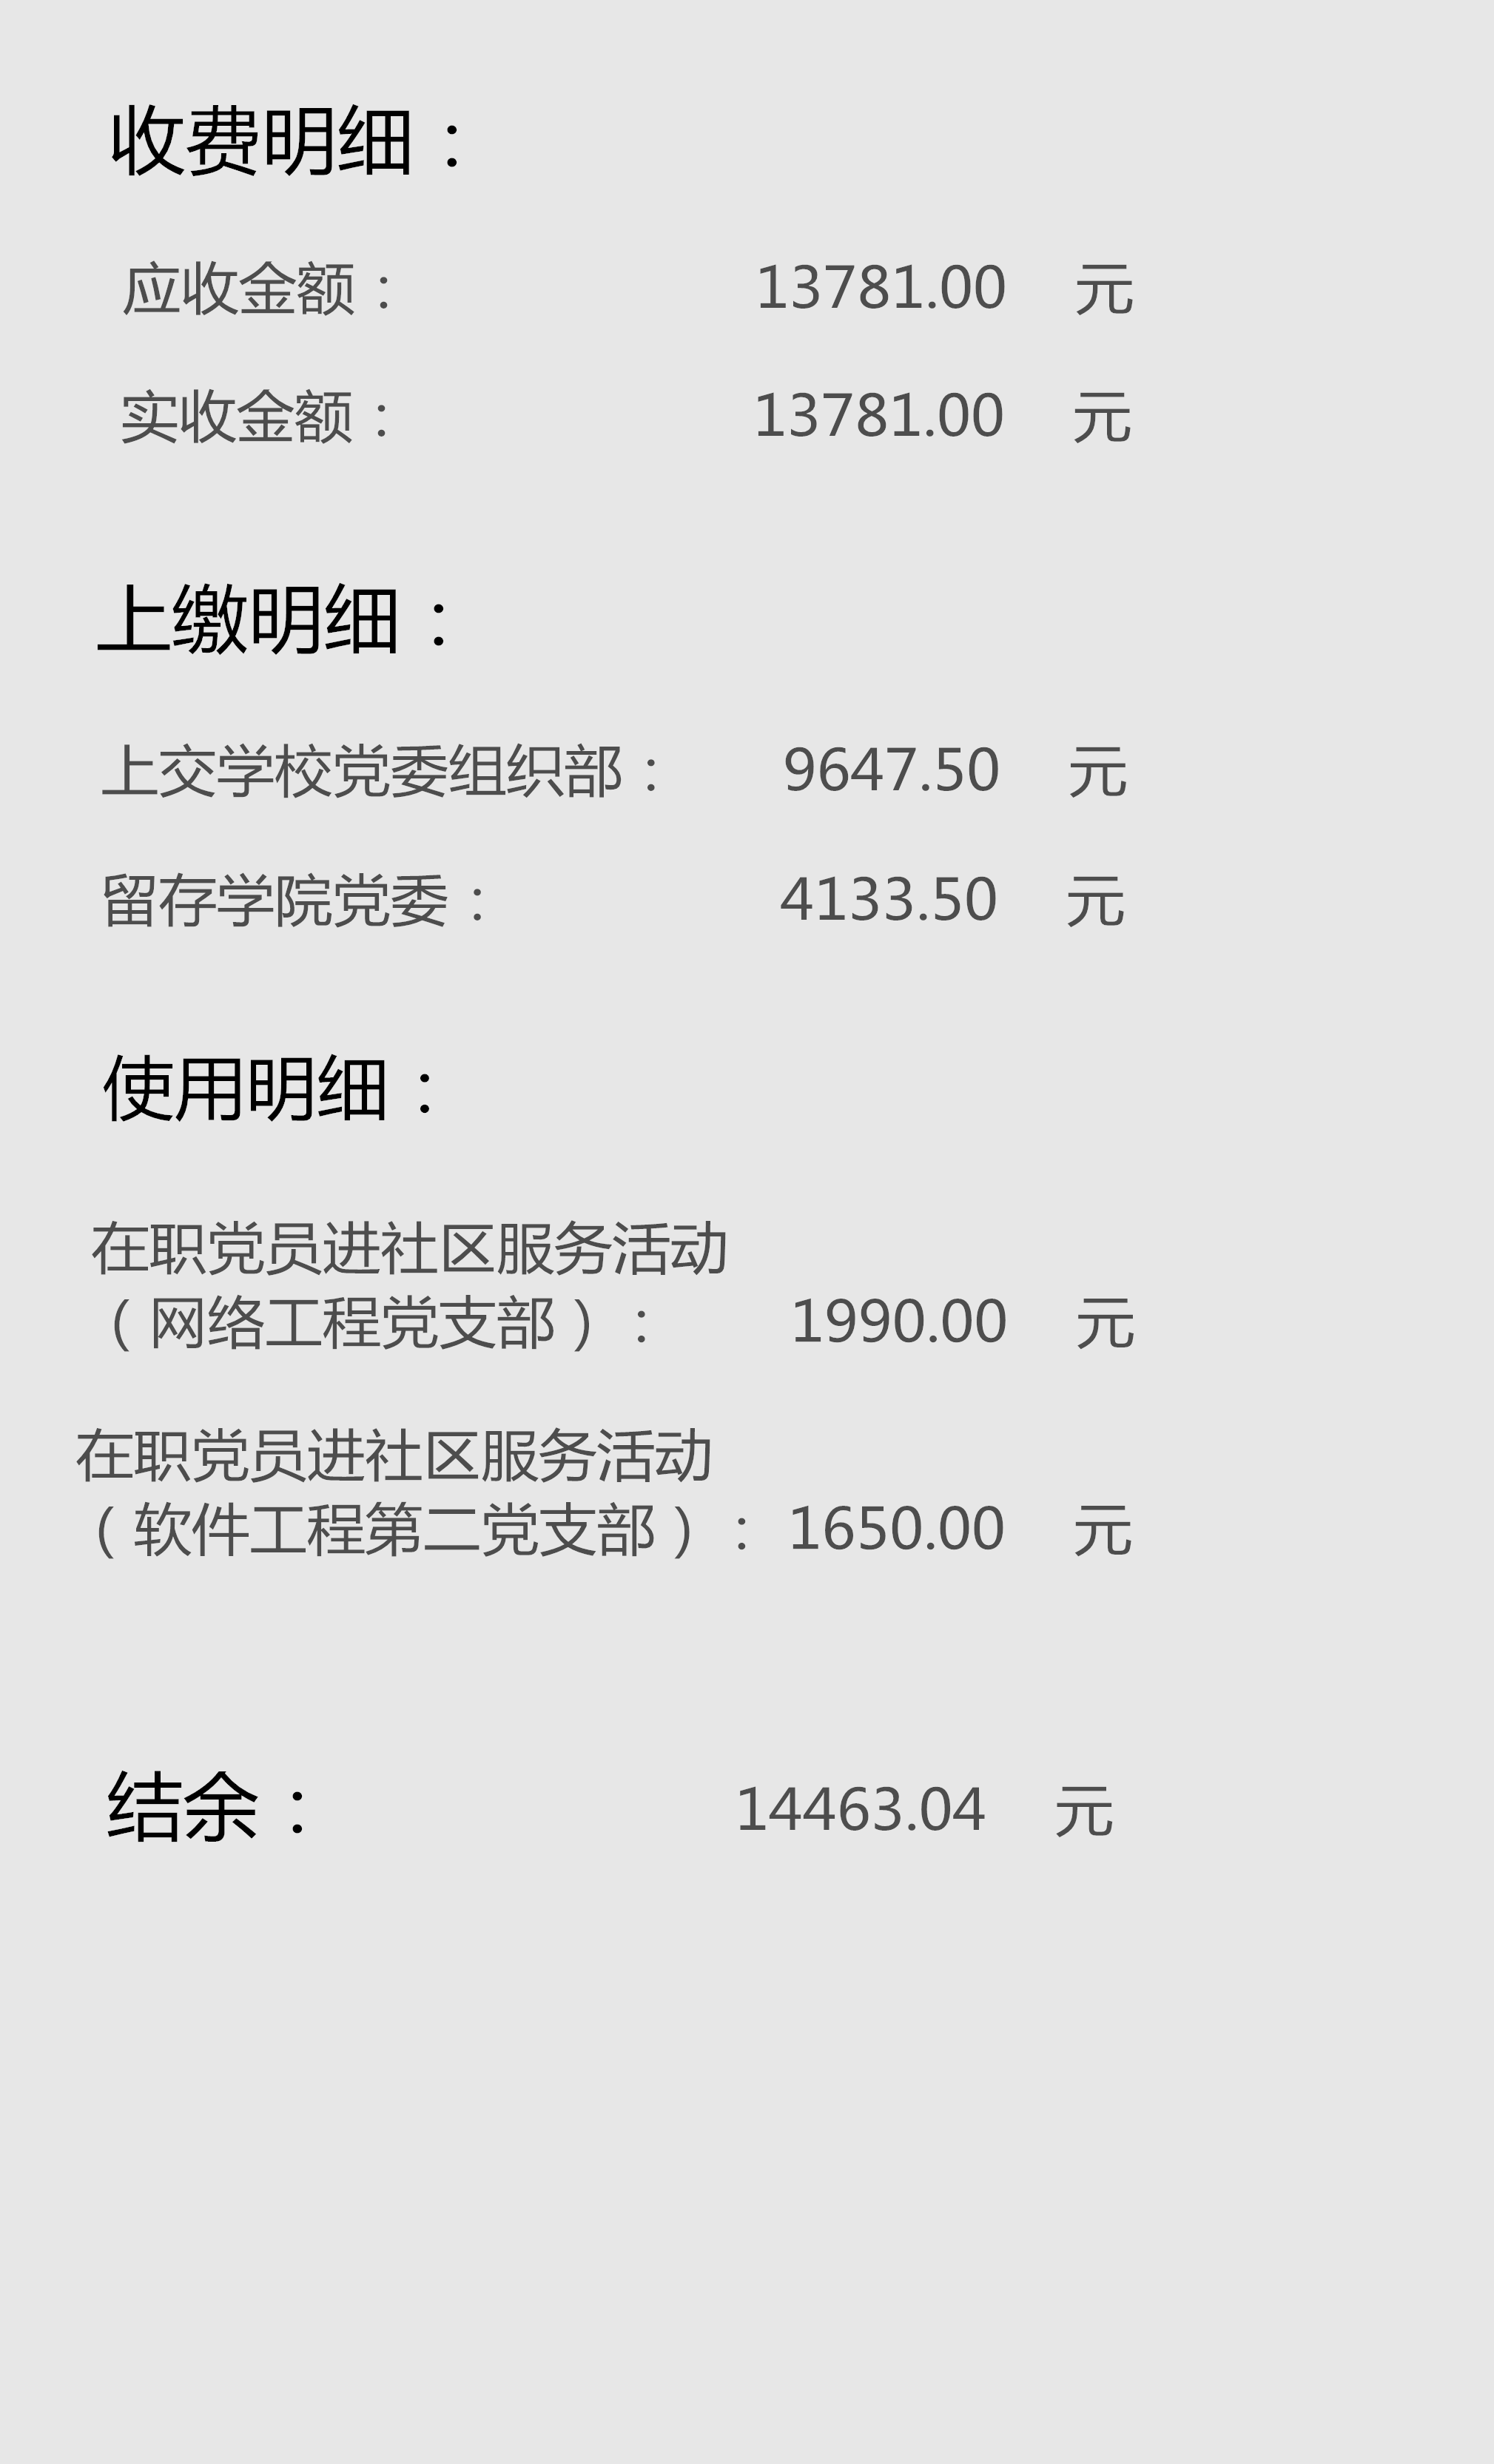 收费明细：
应收金额： 13781.00 元
实收金额： 13781.00 元
上缴明细：
上交学校党委组织部： 9647.50 元
留存学院党委： 4133.50 元
使用明细：
在职党员进社区服务活动
（网络工程党支部）： 1990.00 元
在职党员进社区服务活动
（软件工程第二党支部）：1650.00 元
结余： 14463.04 元